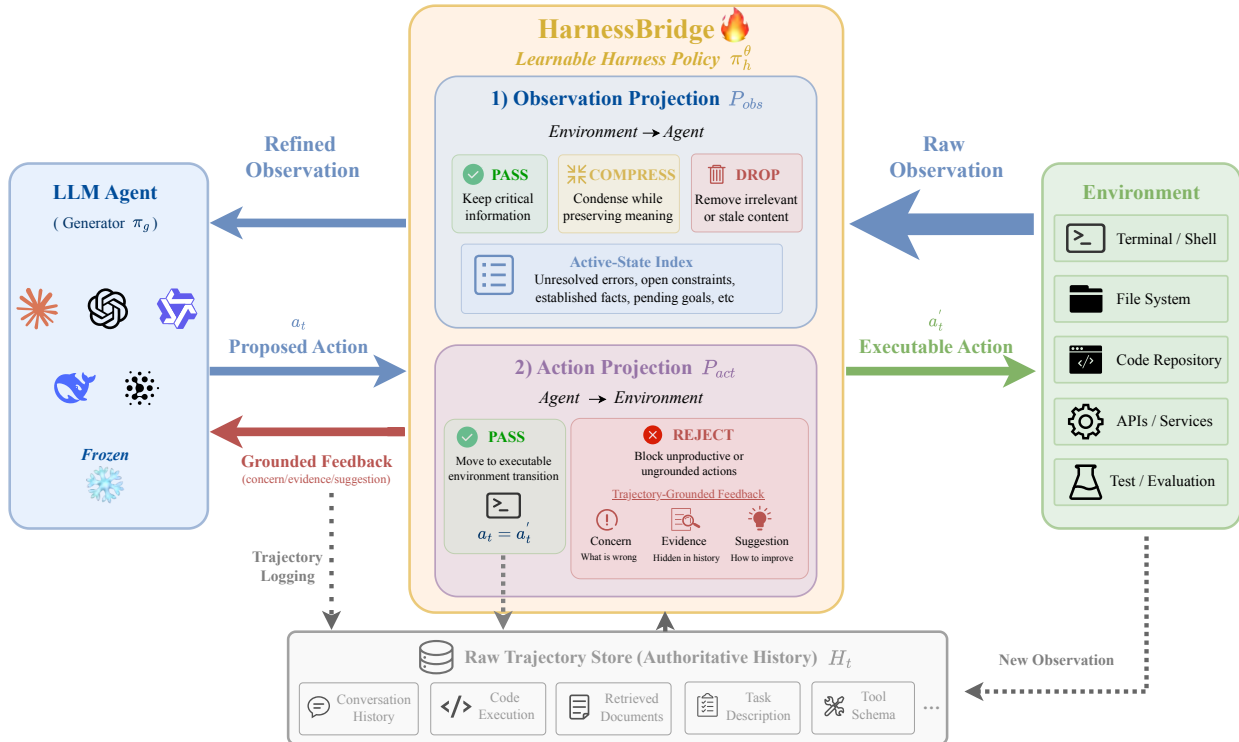 HarnessBridge
Learnable Harness Policy π_h^θ
1) Observation Projection P_obs
Environment → Agent
PASS
Keep critical
information
COMPRESS
Condense while
preserving meaning
DROP
Remove irrelevant
or stale content
Active-State Index
Unresolved errors, open constraints,
established facts, pending goals, etc
2) Action Projection P_act
Agent → Environment
PASS
Move to executable
environment transition
a_t = a_t'
REJECT
Block unproductive or
ungrounded actions
Trajectory-Grounded Feedback
Concern
What is wrong
Evidence
Hidden in history
Suggestion
How to improve
LLM Agent
( Generator π_g )
Frozen
Refined
Observation
a_t
Proposed Action
Grounded Feedback
(concern/evidence/suggestion)
Trajectory
Logging
Raw
Observation
a_t'
Executable Action
Environment
Terminal / Shell
File System
Code Repository
APIs / Services
Test / Evaluation
New Observation
Raw Trajectory Store (Authoritative History) H_t
Conversation
History
Code
Execution
Retrieved
Documents
Task
Description
Tool
Schema
...